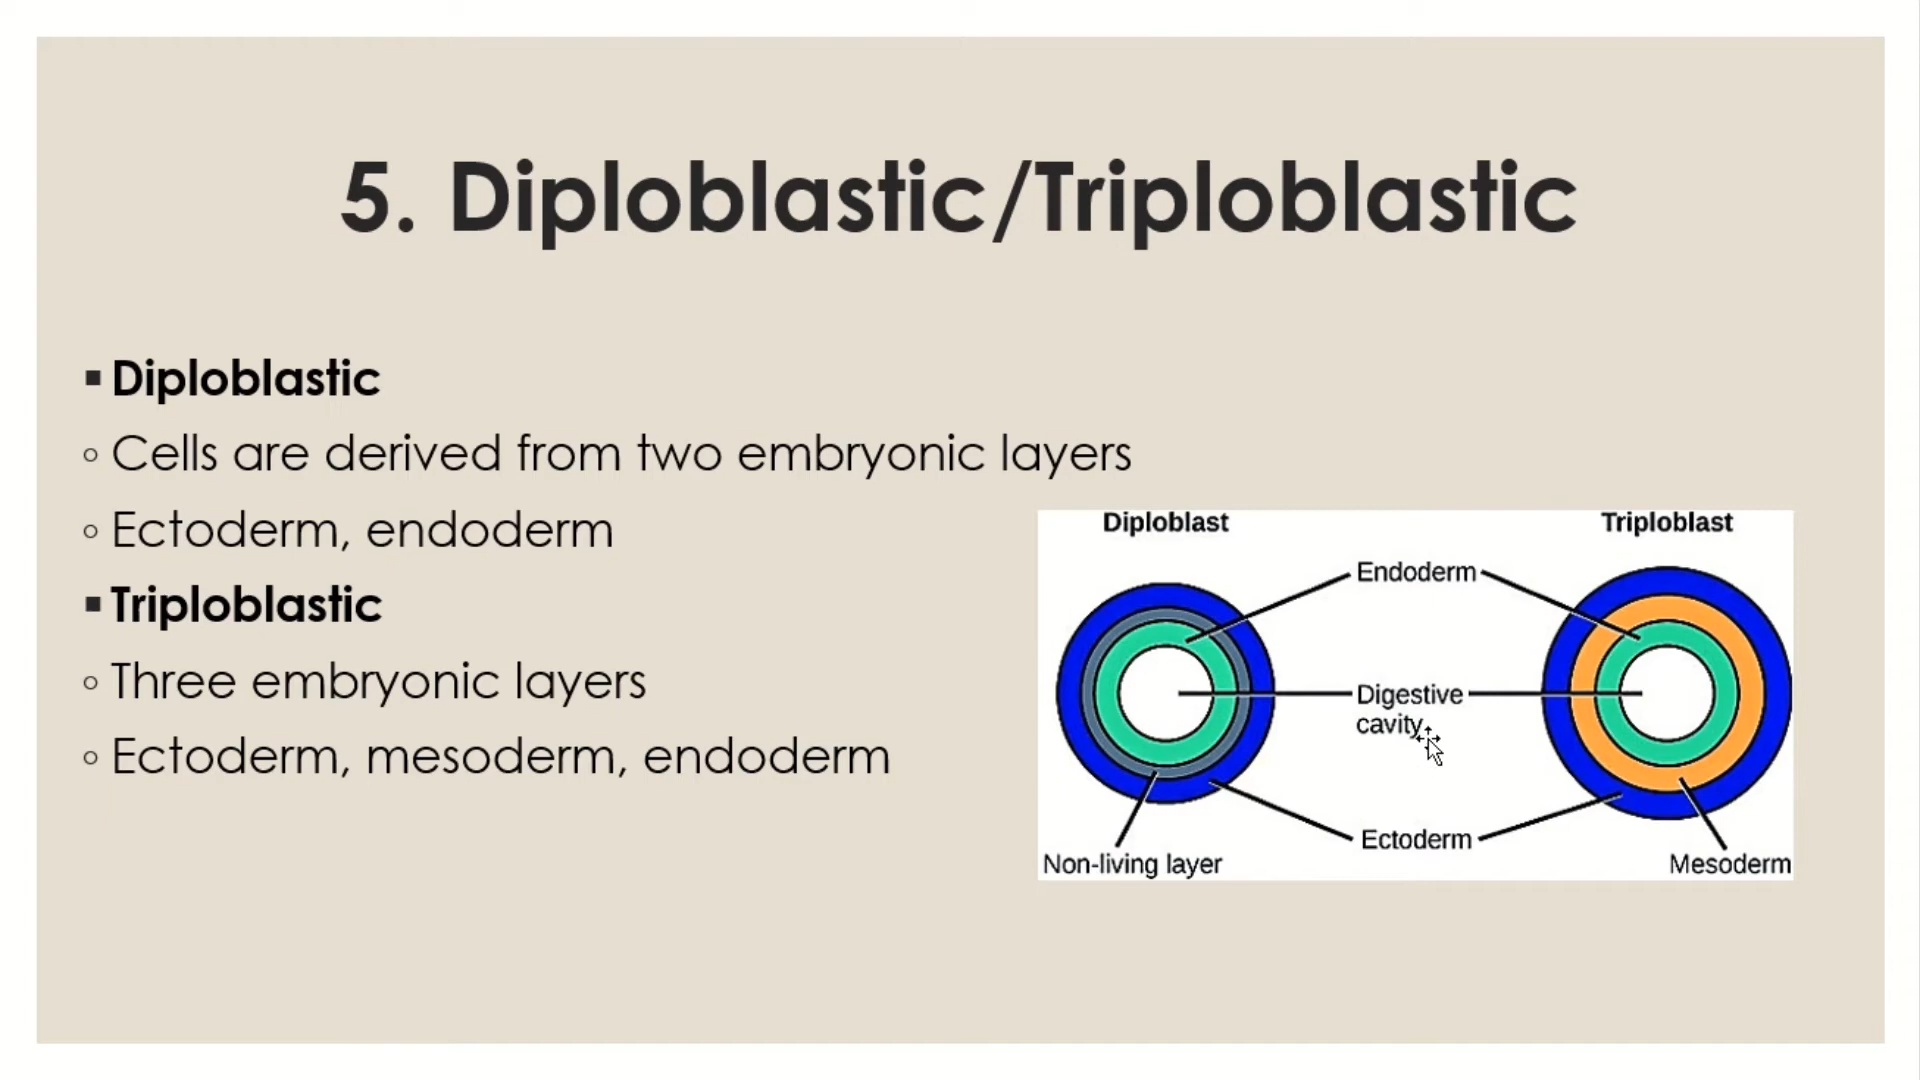 5. Diploblastic/Triploblastic
▪ Diploblastic
◦ Cells are derived from two embryonic layers
◦ Ectoderm, endoderm
▪ Triploblastic
◦ Three embryonic layers
◦ Ectoderm, mesoderm, endoderm
Diploblast
Triploblast
Endoderm
Digestive
cavity
Ectoderm
Non-living layer
Mesoderm